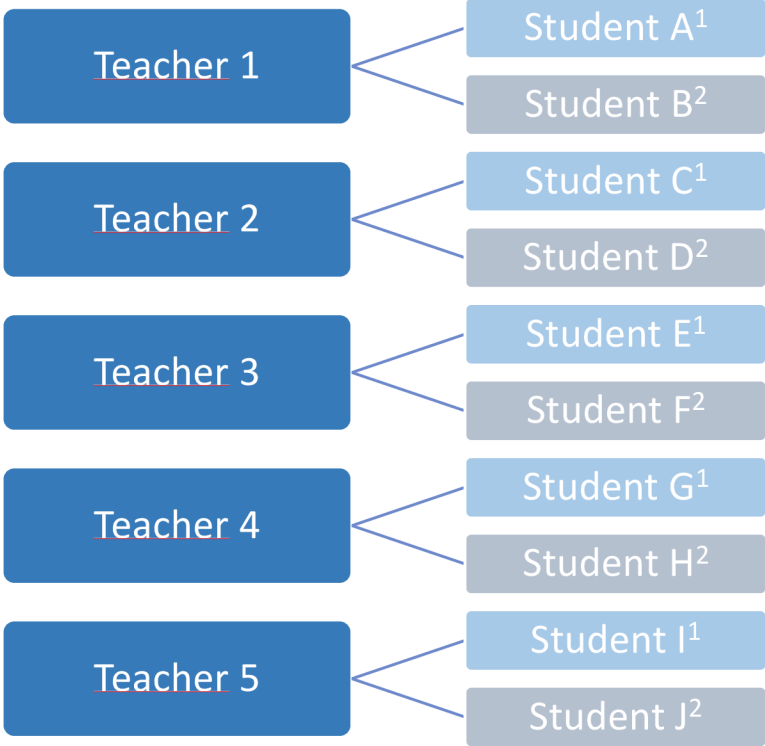 Teacher 1
Student A¹
Student B²
Teacher 2
Student C¹
Student D²
Teacher 3
Student E¹
Student F²
Teacher 4
Student G¹
Student H²
Teacher 5
Student I¹
Student J²